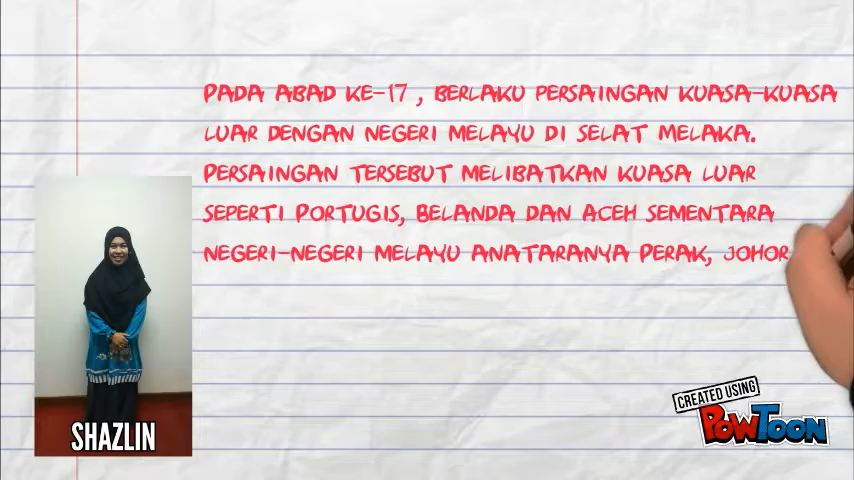 PADA ABAD KE-17 , BERLAKU PERSAINGAN KUASA-KUASA
LUAR DENGAN NEGERI MELAYU DI SELAT MELAKA.
PERSAINGAN TERSEBUT MELIBATKAN KUASA LUAR
SEPERTI PORTUGIS, BELANDA DAN ACEH SEMENTARA
NEGERI-NEGERI MELAYU ANATARANYA PERAK, JOHOR
SHAZLIN
CREATED USING
POWTOON